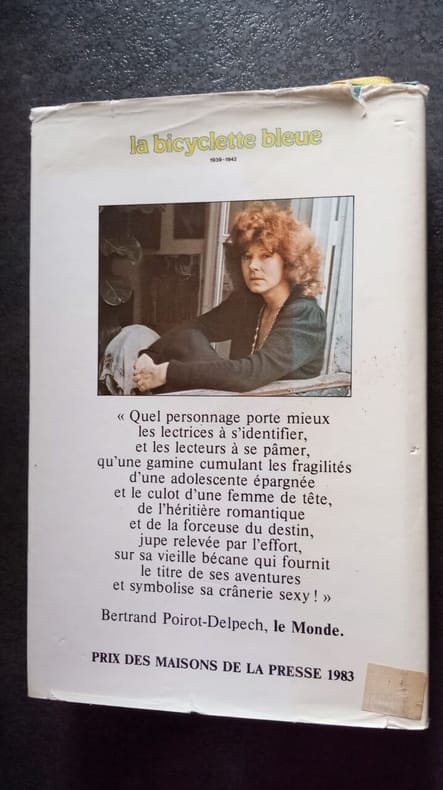 la bicyclette bleue
1939-1942
« Quel personnage porte mieux
les lectrices à s'identifier,
et les lecteurs à se pâmer,
qu'une gamine cumulant les fragilités
d'une adolescente épargnée
et le culot d'une femme de tête,
de l'héritière romantique
et de la forceuse du destin,
jupe relevée par l'effort,
sur sa vieille bécane qui fournit
le titre de ses aventures
et symbolise sa crânerie sexy ! »
Bertrand Poirot-Delpech, le Monde.
PRIX DES MAISONS DE LA PRESSE 1983